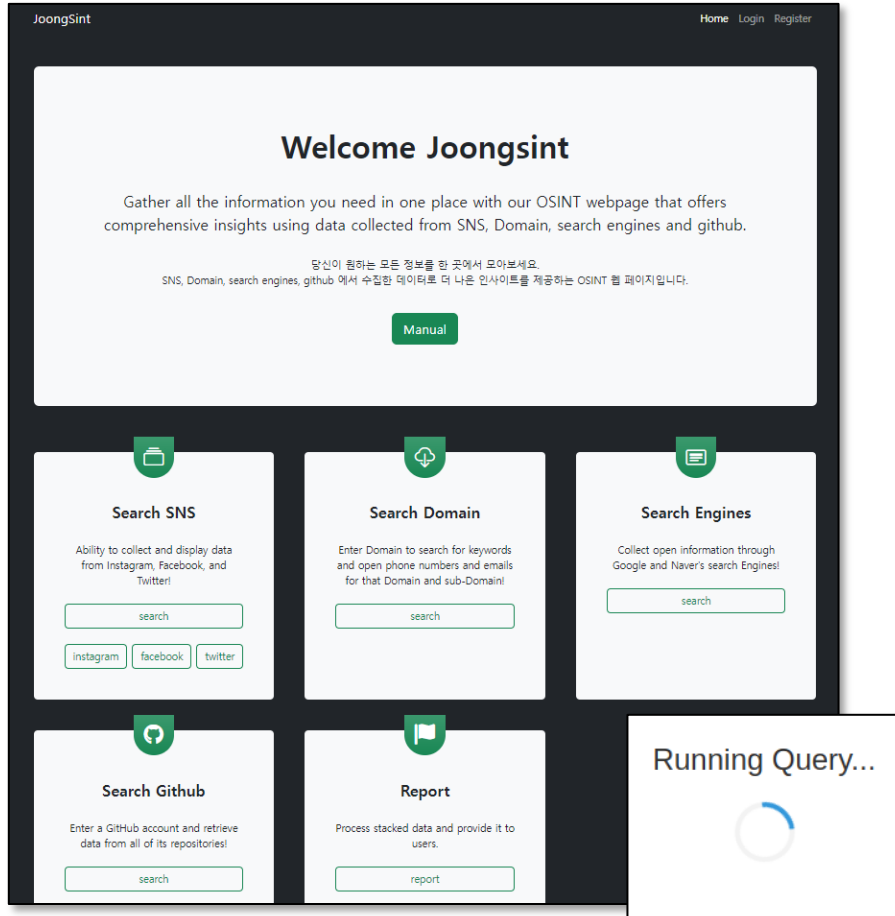 JoongSint
Home Login Register
Welcome Joongsint
Gather all the information you need in one place with our OSINT webpage that offers
comprehensive insights using data collected from SNS, Domain, search engines and github.
당신이 원하는 모든 정보를 한 곳에서 모아보세요.
SNS, Domain, search engines, github 에서 수집한 데이터로 더 나은 인사이트를 제공하는 OSINT 웹 페이지입니다.
Manual
Search SNS
Ability to collect and display data
from Instagram, Facebook, and
Twitter!
search
instagram facebook twitter
Search Domain
Enter Domain to search for keywords
and open phone numbers and emails
for that Domain and sub-Domain!
search
Search Engines
Collect open information through
Google and Naver's search Engines!
search
Search Github
Enter a GitHub account and retrieve
data from all of its repositories!
search
Report
Process stacked data and provide it to
users.
report
Running Query...